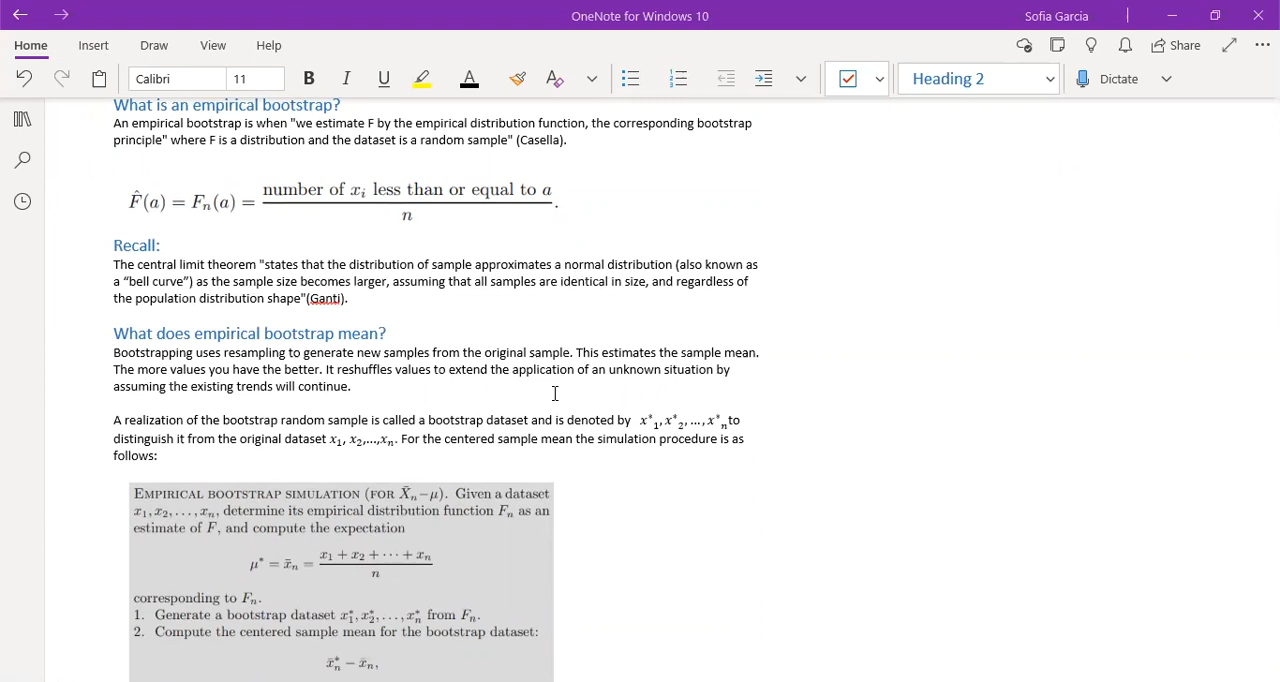 OneNote for Windows 10
Sofia Garcia
Home Insert Draw View Help
Share
Calibri 11 B I U A A Heading 2 Dictate
What is an empirical bootstrap?
An empirical bootstrap is when "we estimate F by the empirical distribution function, the corresponding bootstrap
principle" where F is a distribution and the dataset is a random sample" (Casella).
F̂(a) = Fₙ(a) = number of xᵢ less than or equal to a
n
.
Recall:
The central limit theorem "states that the distribution of sample approximates a normal distribution (also known as
a “bell curve”) as the sample size becomes larger, assuming that all samples are identical in size, and regardless of
the population distribution shape"(Ganti).
What does empirical bootstrap mean?
Bootstrapping uses resampling to generate new samples from the original sample. This estimates the sample mean.
The more values you have the better. It reshuffles values to extend the application of an unknown situation by
assuming the existing trends will continue.
A realization of the bootstrap random sample is called a bootstrap dataset and is denoted by x*₁, x*₂, ..., x*ₙ to
distinguish it from the original dataset x₁, x₂,...,xₙ. For the centered sample mean the simulation procedure is as
follows:
EMPIRICAL BOOTSTRAP SIMULATION (FOR X̄ₙ − μ). Given a dataset
x₁, x₂, . . . , xₙ, determine its empirical distribution function Fₙ as an
estimate of F, and compute the expectation
μ* = x̄ₙ = x₁ + x₂ + ··· + xₙ
n
corresponding to Fₙ.
1. Generate a bootstrap dataset x₁*, x₂*, . . . , xₙ* from Fₙ.
2. Compute the centered sample mean for the bootstrap dataset:
x̄ₙ* − x̄ₙ,